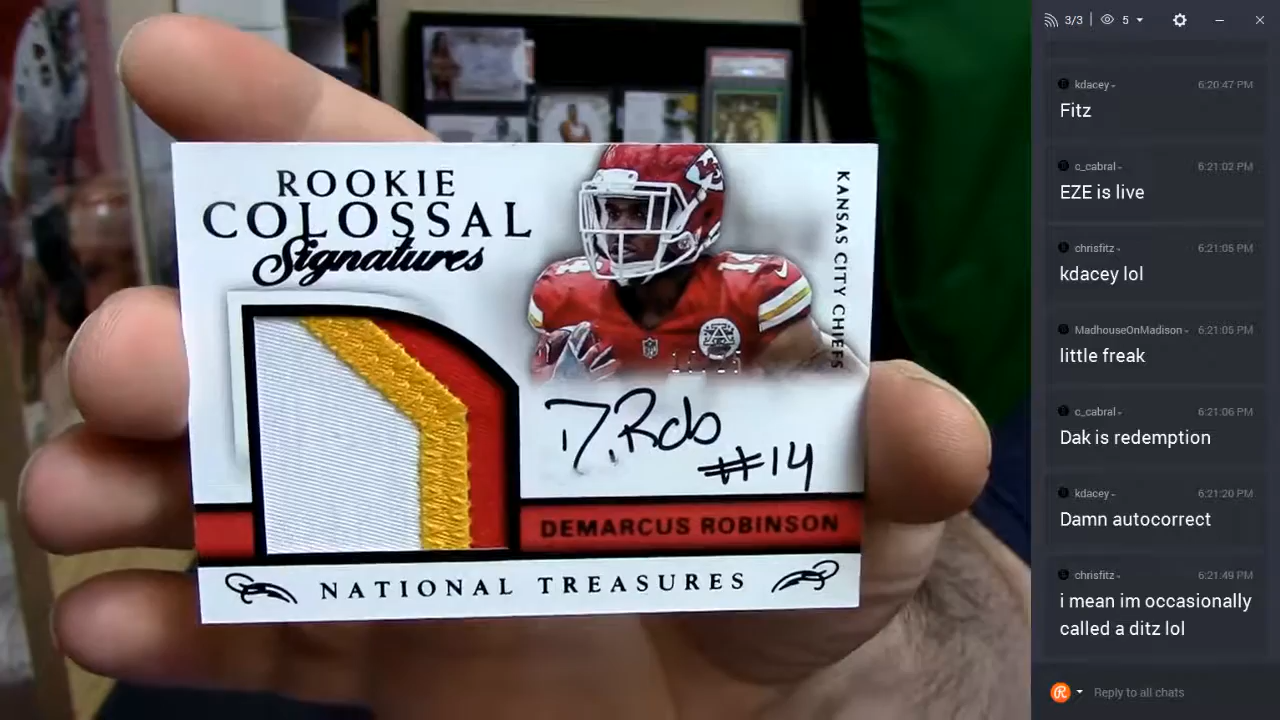 ROOKIE
COLOSSAL
Signatures
KANSAS CITY CHIEFS
D.Rob
#14
DEMARCUS ROBINSON
NATIONAL TREASURES
3/3
5
kdacey- 6:20:47 PM
Fitz
c_cabral- 6:21:02 PM
EZE is live
chrisfitz- 6:21:05 PM
kdacey lol
MadhouseOnMadison- 6:21:05 PM
little freak
c_cabral- 6:21:06 PM
Dak is redemption
kdacey- 6:21:20 PM
Damn autocorrect
chrisfitz- 6:21:49 PM
i mean im occasionally
called a ditz lol
Reply to all chats